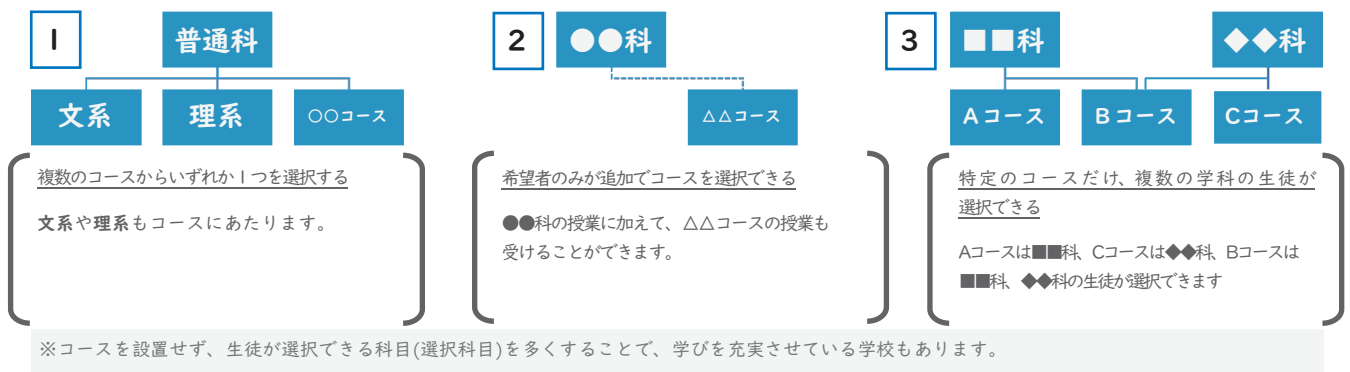 1
普通科
文系
理系
○○コース
複数のコースからいずれか1つを選択する
文系や理系もコースにあたります。
2
●●科
△△コース
希望者のみが追加でコースを選択できる
●●科の授業に加えて、△△コースの授業も
受けることができます。
3
■■科
◆◆科
Aコース
Bコース
Cコース
特定のコースだけ、複数の学科の生徒が
選択できる
Aコースは■■科、Cコースは◆◆科、Bコースは
■■科、◆◆科の生徒が選択できます
※コースを設置せず、生徒が選択できる科目(選択科目)を多くすることで、学びを充実させている学校もあります。